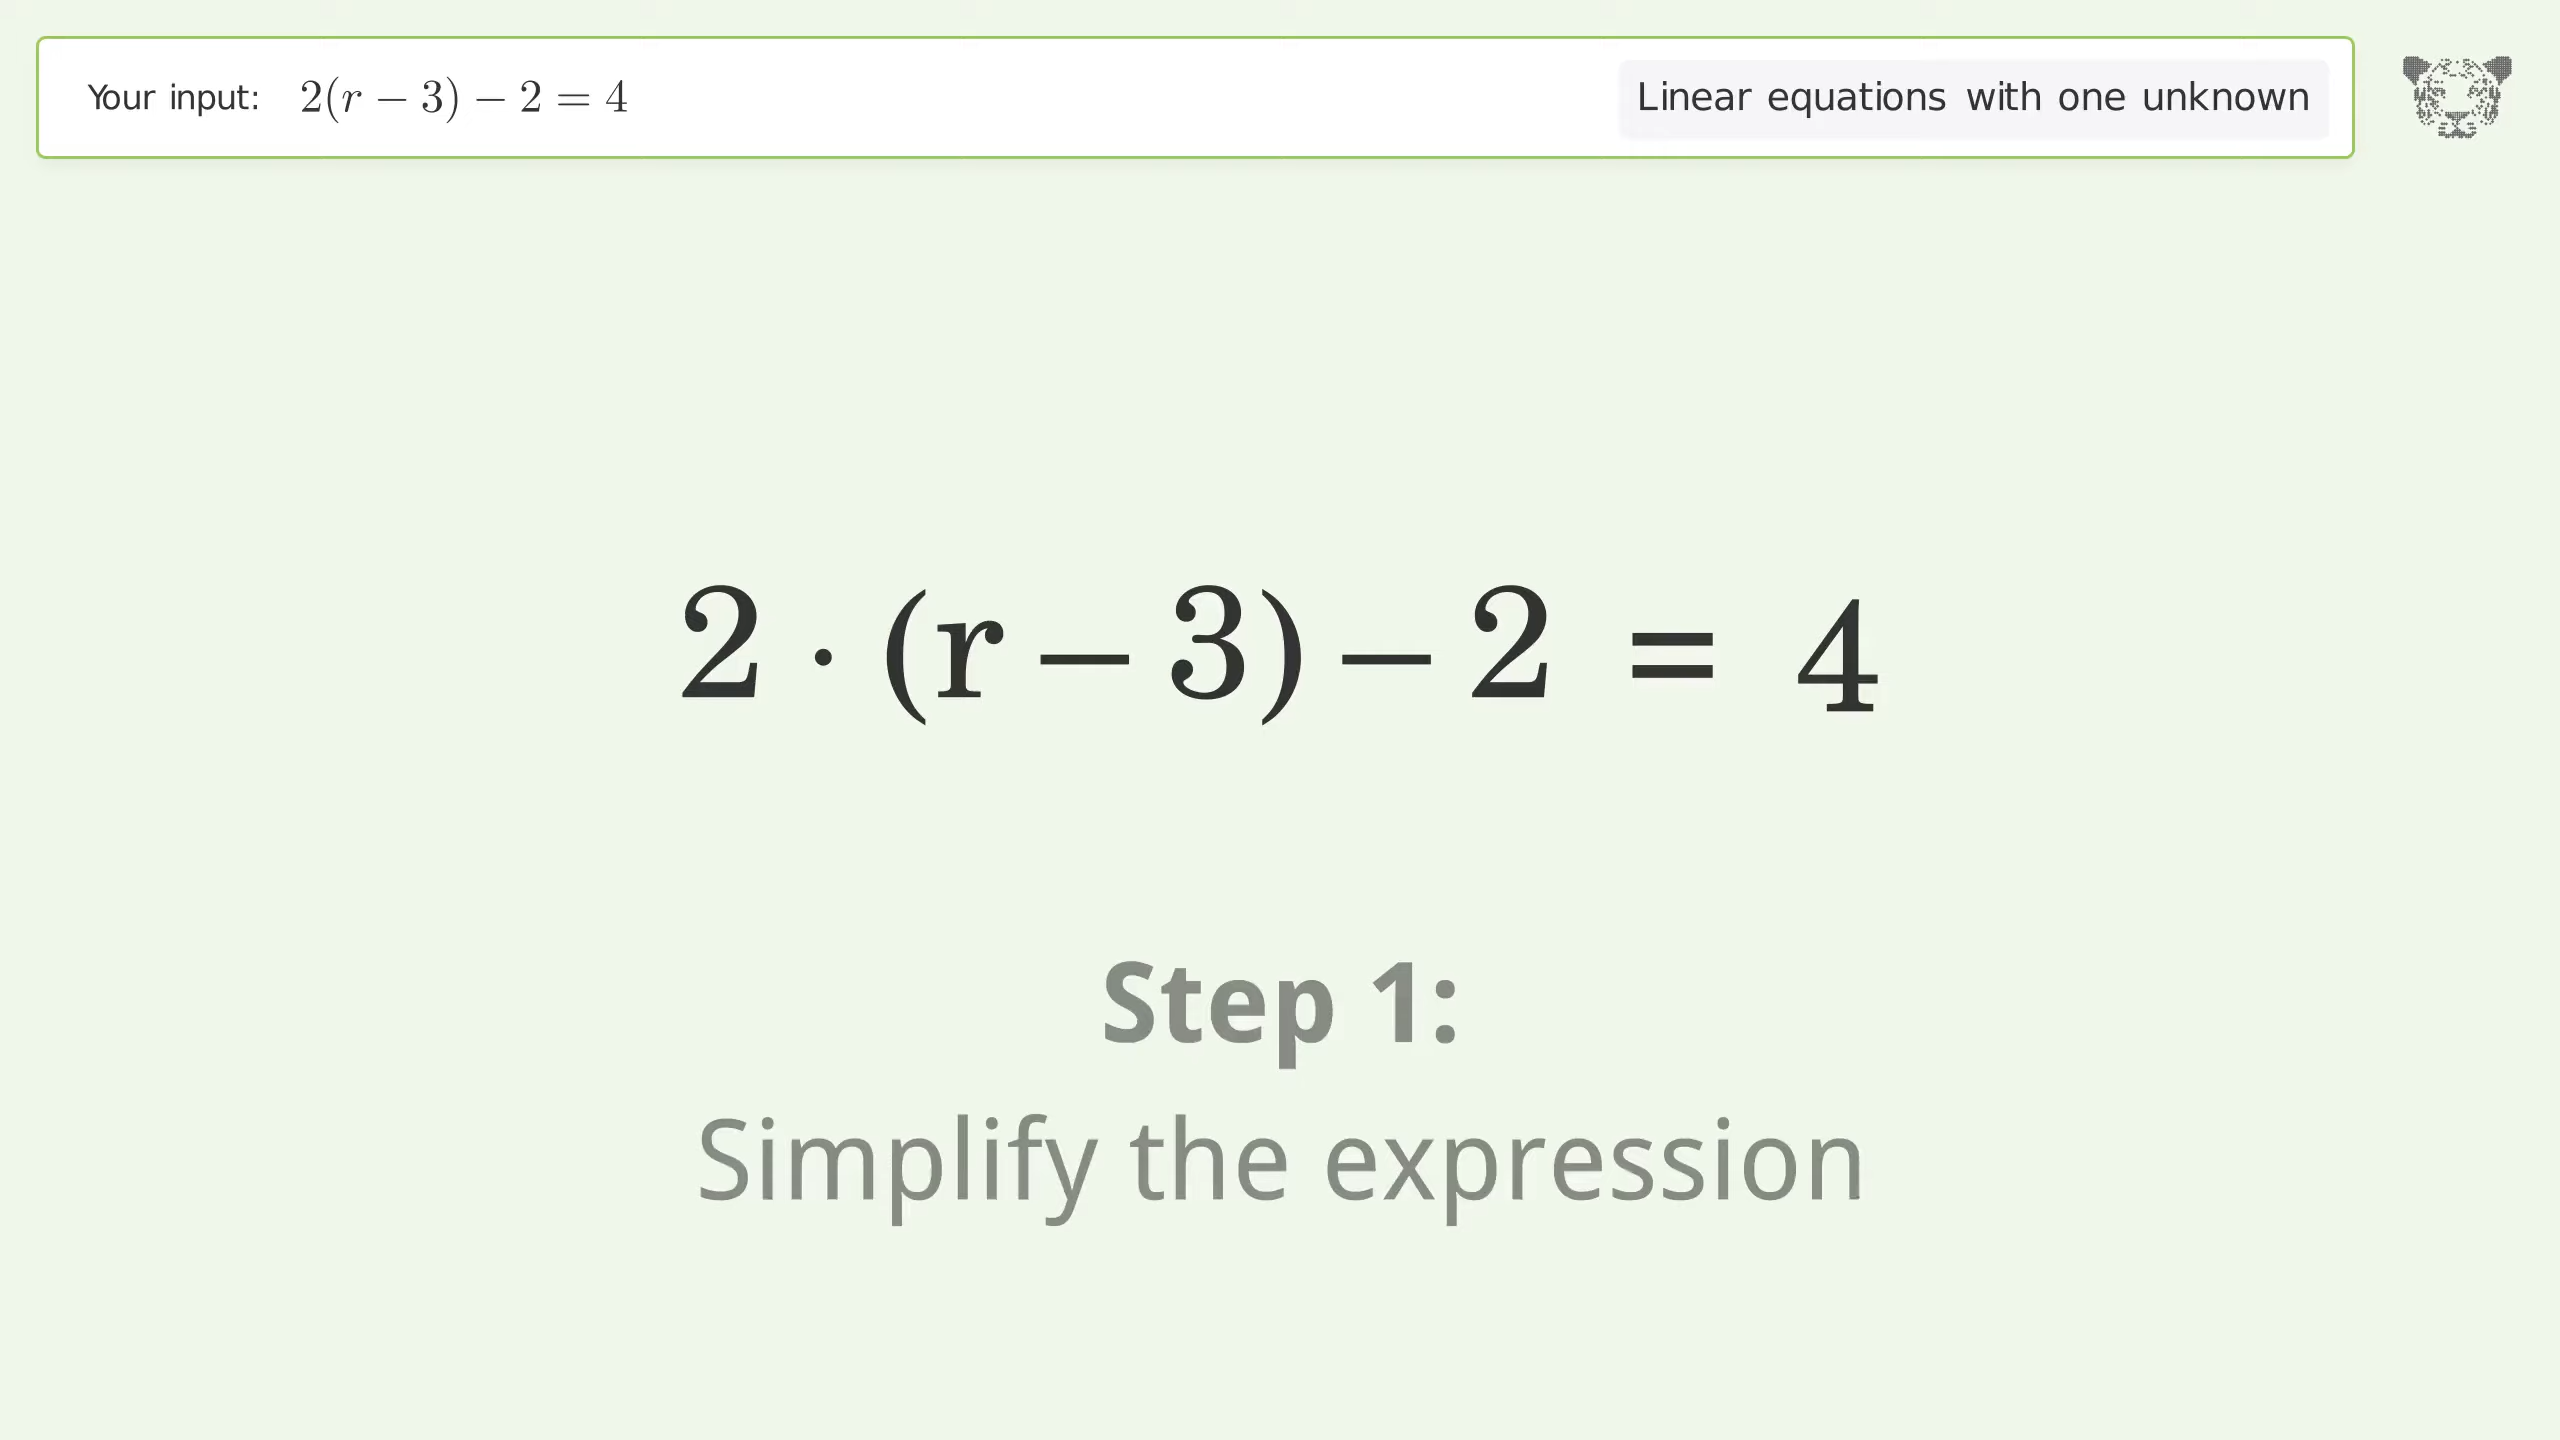 Your input: 2(r − 3) − 2 = 4
Linear equations with one unknown
2 · (r − 3) − 2 = 4
Step 1:
Simplify the expression